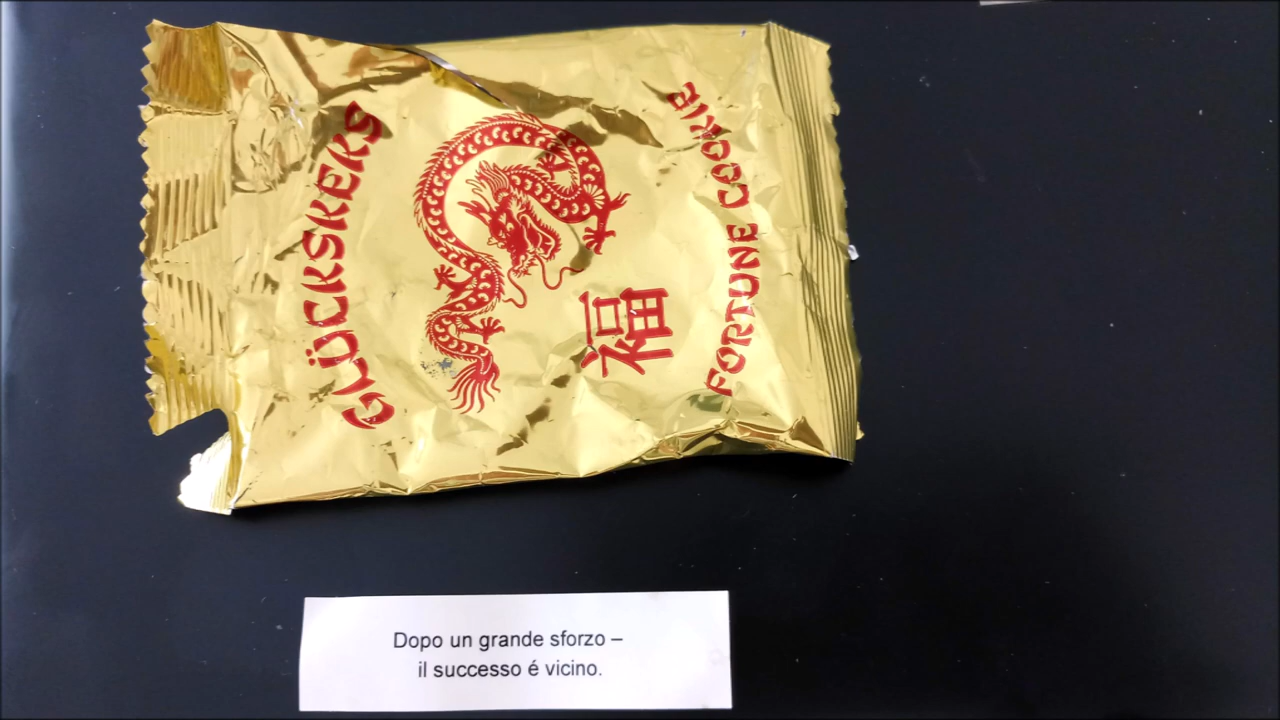 GLÜCKSKEKS
福
FORTUNE COOKIE
Dopo un grande sforzo –
il successo é vicino.